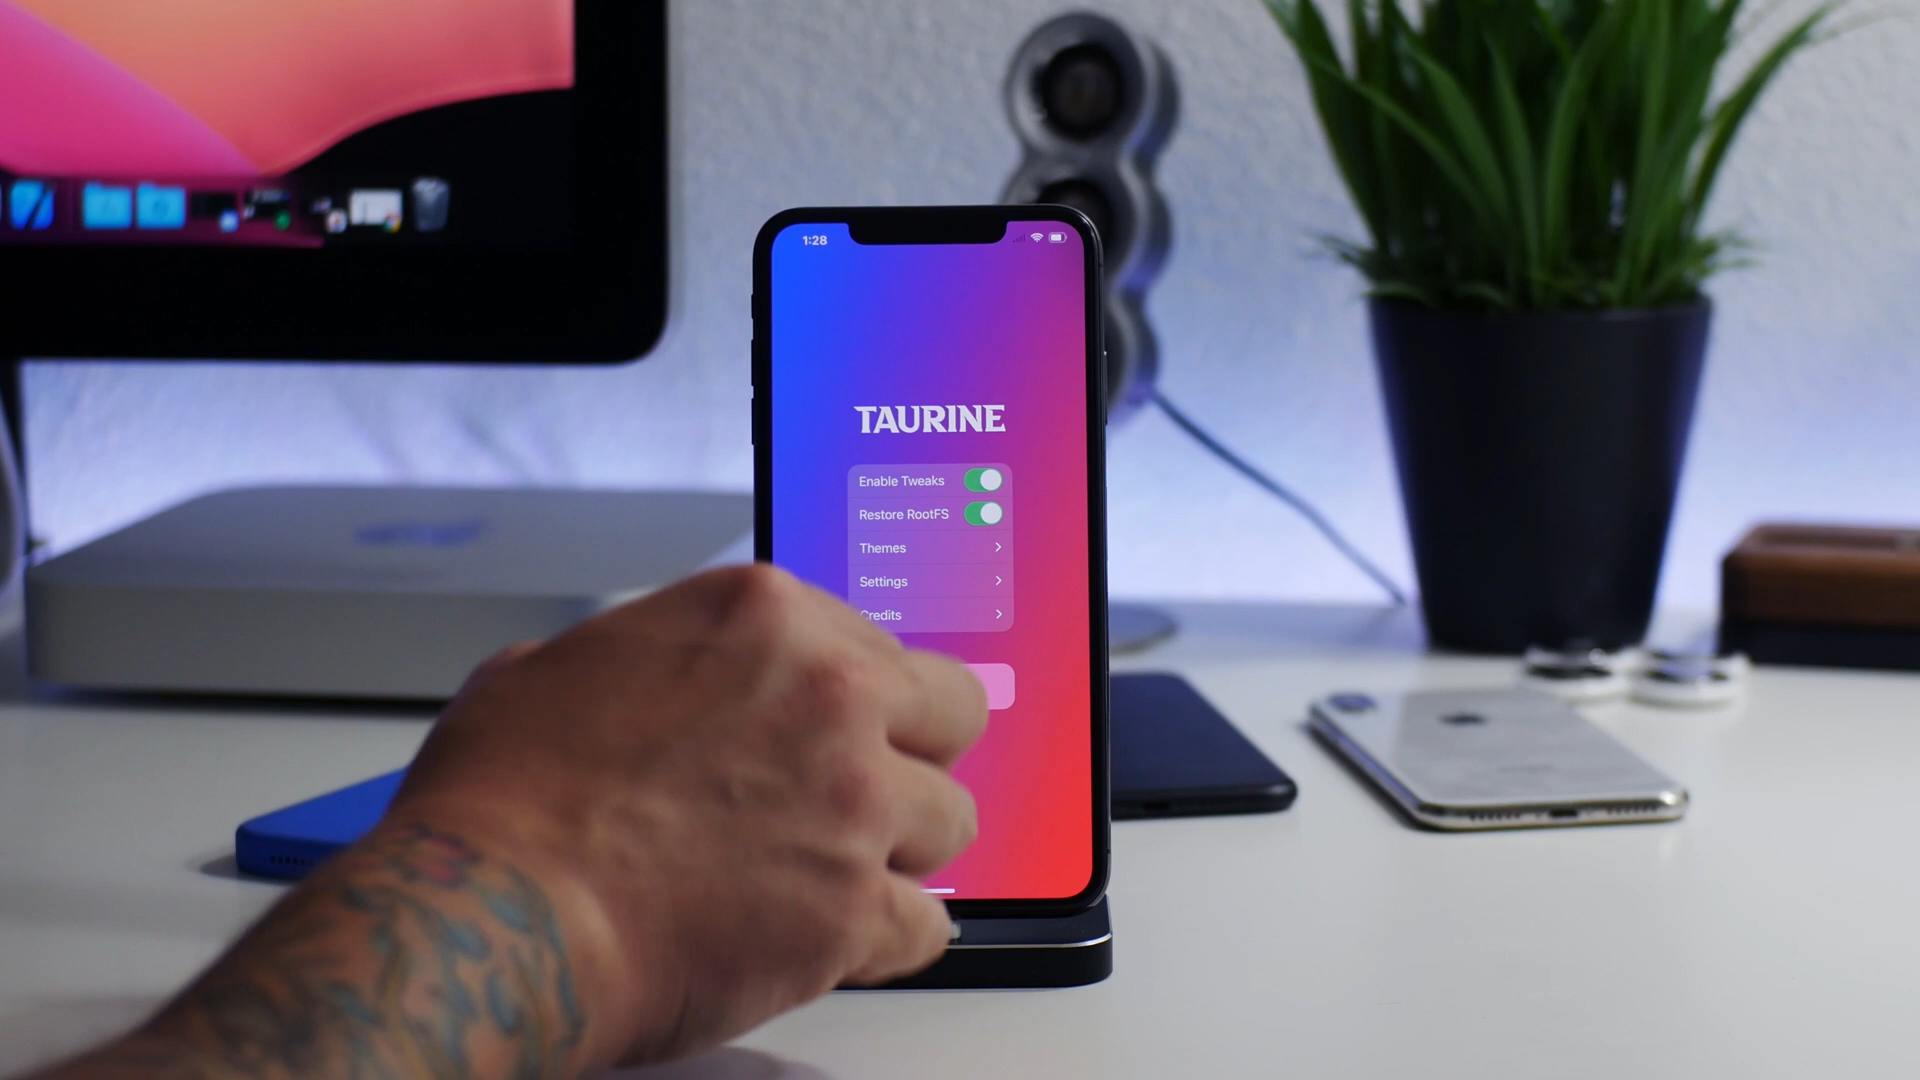 1:28
TAURINE
Enable Tweaks
Restore RootFS
Themes
Settings
Credits